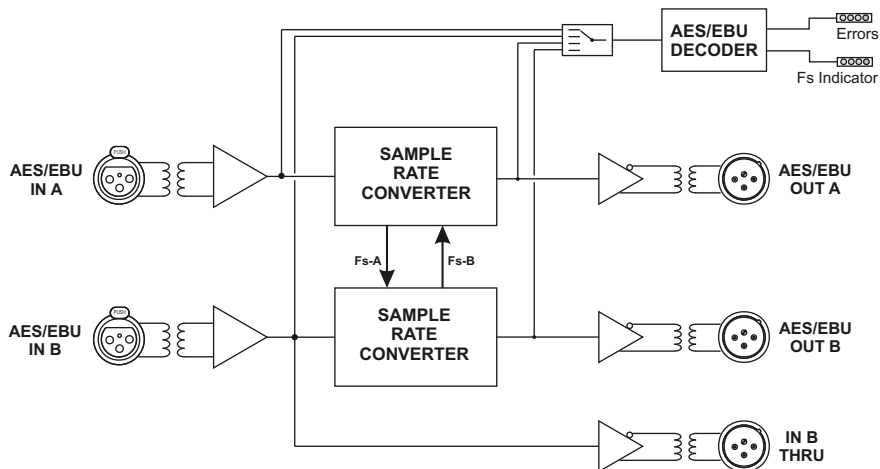 AES/EBU
DECODER
Errors
Fs Indicator
PUSH
AES/EBU
IN A
SAMPLE
RATE
CONVERTER
AES/EBU
OUT A
Fs-A
Fs-B
PUSH
AES/EBU
IN B
SAMPLE
RATE
CONVERTER
AES/EBU
OUT B
IN B
THRU